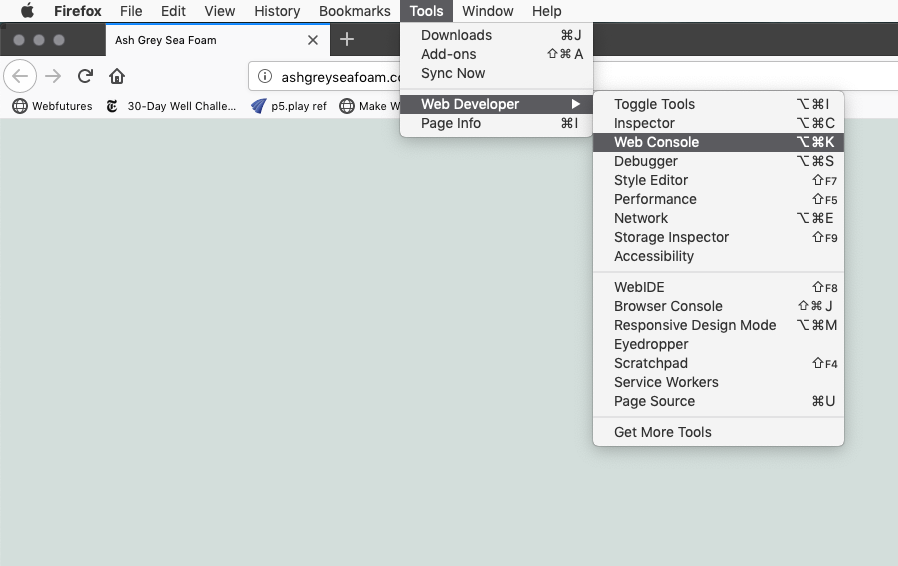 Firefox File Edit View History Bookmarks Tools Window Help
Ash Grey Sea Foam
ashgreyseafoam.co
Webfutures 30-Day Well Challe... p5.play ref Make W
Downloads ⌘J
Add-ons ⇧⌘A
Sync Now
Web Developer ▶
Page Info ⌘I
Toggle Tools ⌥⌘I
Inspector ⌥⌘C
Web Console ⌥⌘K
Debugger ⌥⌘S
Style Editor ⇧F7
Performance ⇧F5
Network ⌥⌘E
Storage Inspector ⇧F9
Accessibility
WebIDE ⇧F8
Browser Console ⇧⌘J
Responsive Design Mode ⌥⌘M
Eyedropper
Scratchpad ⇧F4
Service Workers
Page Source ⌘U
Get More Tools